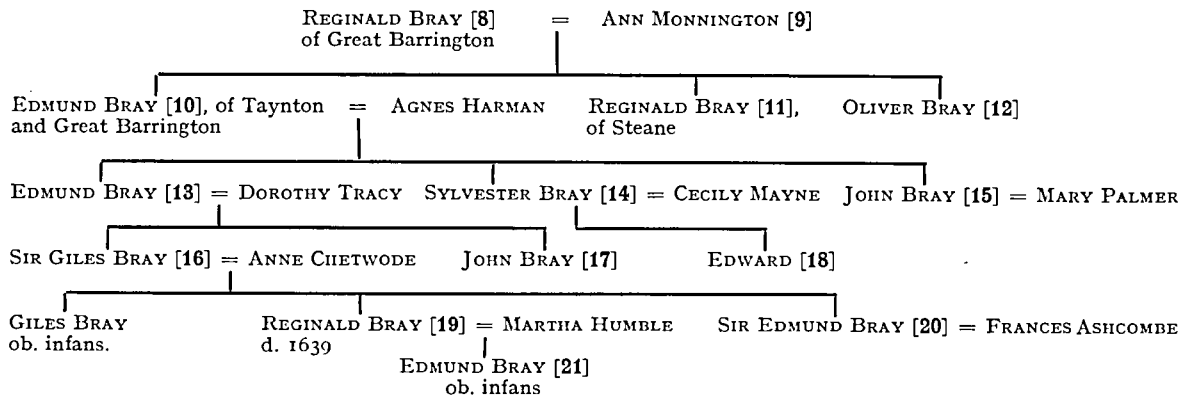 REGINALD BRAY [8] = ANN MONNINGTON [9]
of Great Barrington
EDMUND BRAY [10], of Taynton = AGNES HARMAN REGINALD BRAY [11], OLIVER BRAY [12]
and Great Barrington of Steane
EDMUND BRAY [13] = DOROTHY TRACY SYLVESTER BRAY [14] = CECILY MAYNE JOHN BRAY [15] = MARY PALMER
SIR GILES BRAY [16] = ANNE CHETWODE JOHN BRAY [17] EDWARD [18]
GILES BRAY REGINALD BRAY [19] = MARTHA HUMBLE SIR EDMUND BRAY [20] = FRANCES ASHCOMBE
ob. infans. d. 1639
EDMUND BRAY [21]
ob. infans